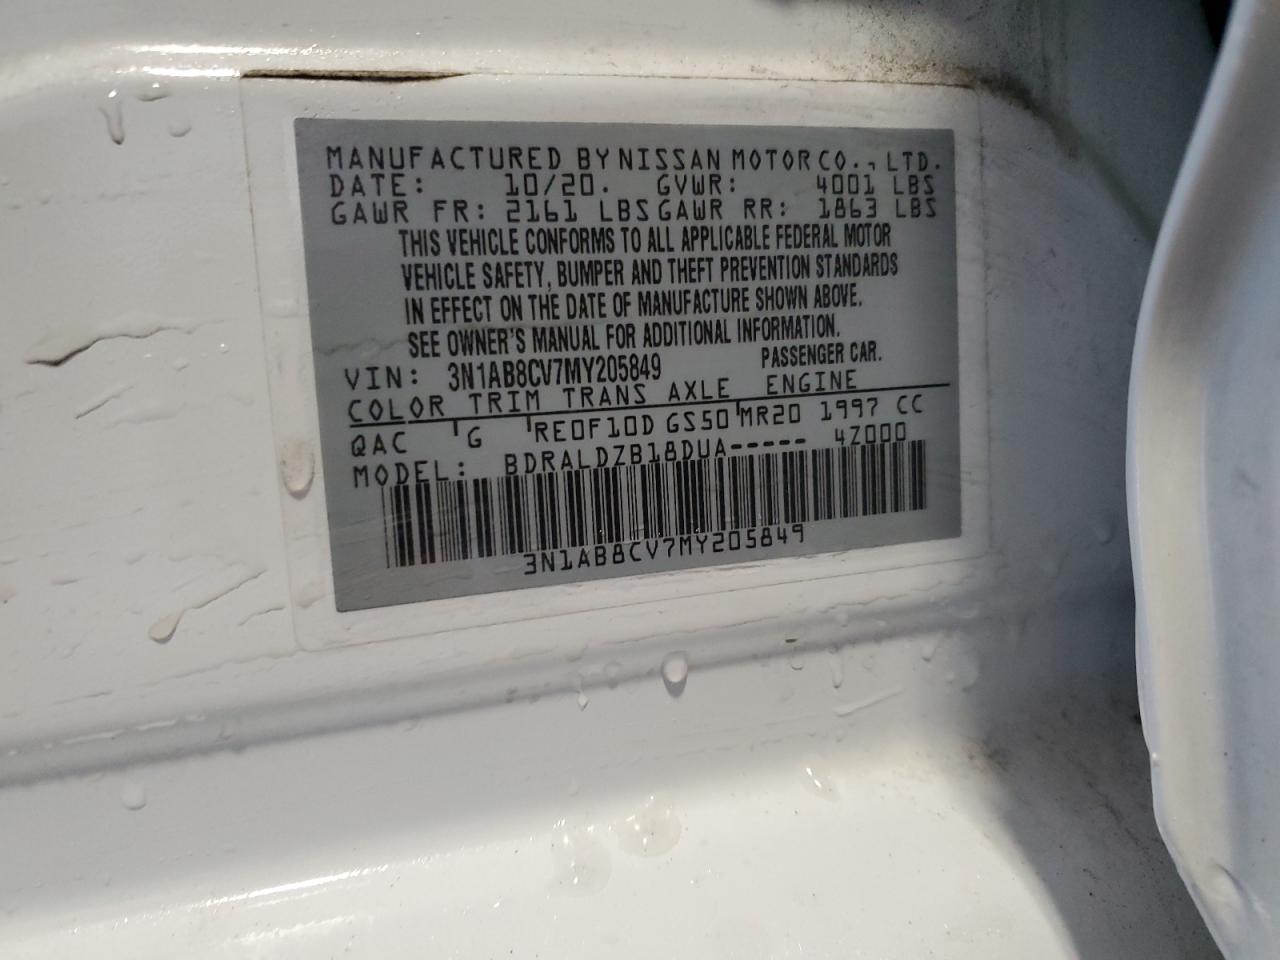 MANUFACTURED BY NISSAN MOTOR CO., LTD.
DATE: 10/20. GVWR: 4001 LBS
GAWR FR: 2161 LBS GAWR RR: 1863 LBS
THIS VEHICLE CONFORMS TO ALL APPLICABLE FEDERAL MOTOR
VEHICLE SAFETY, BUMPER AND THEFT PREVENTION STANDARDS
IN EFFECT ON THE DATE OF MANUFACTURE SHOWN ABOVE.
SEE OWNER'S MANUAL FOR ADDITIONAL INFORMATION.
VIN: 3N1AB8CV7MY205849 PASSENGER CAR.
COLOR TRIM TRANS AXLE ENGINE
QAC G RE0F10D GS50 MR20 1997 CC
MODEL: BDRALDZB18DUA----- 4Z000
3N1AB8CV7MY205849